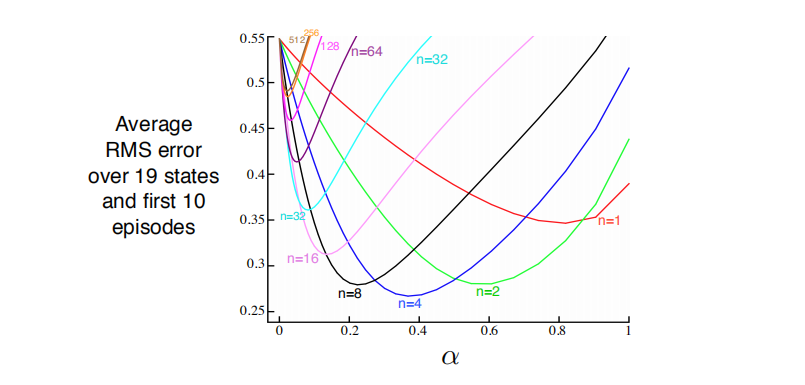 Average
RMS error
over 19 states
and first 10
episodes
0.55
0.5
0.45
0.4
0.35
0.3
0.25
512
256
128
n=64
n=32
n=32
n=16
n=8
n=4
n=2
n=1
0 0.2 0.4 0.6 0.8 1
α